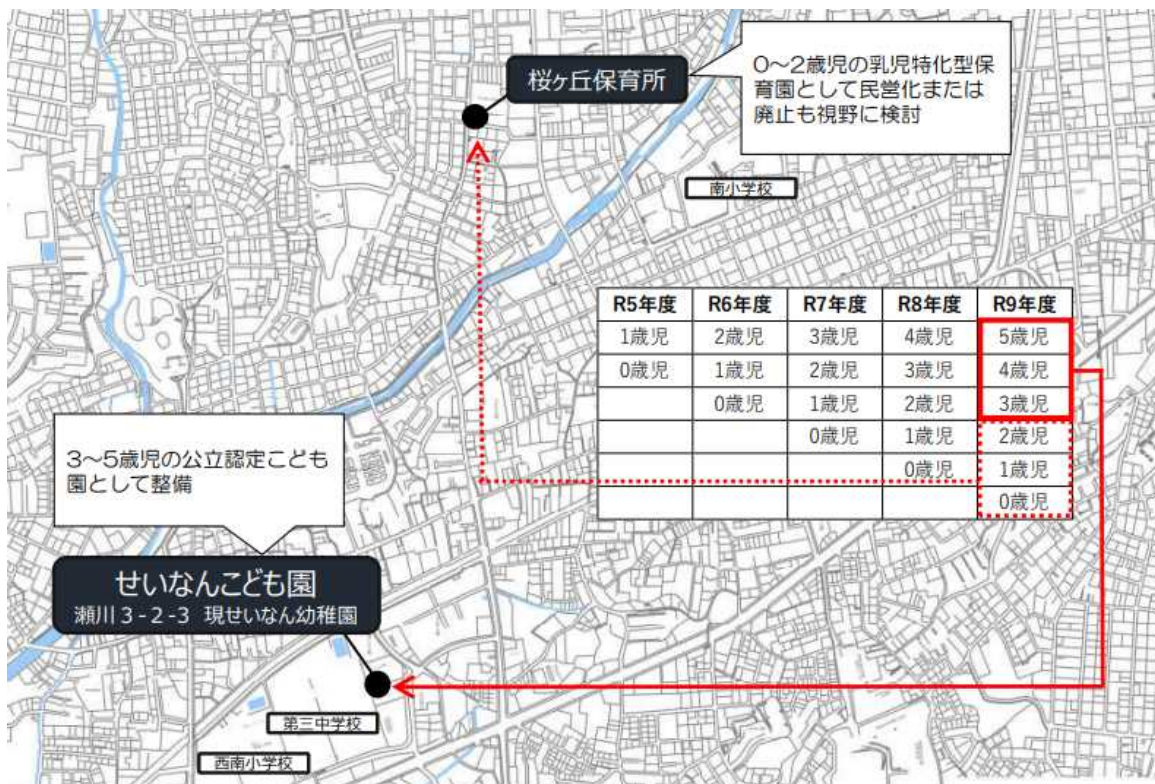 桜ヶ丘保育所
0～2歳児の乳児特化型保
育園として民営化または
廃止も視野に検討
南小学校
R5年度 R6年度 R7年度 R8年度 R9年度
1歳児 2歳児 3歳児 4歳児 5歳児
0歳児 1歳児 2歳児 3歳児 4歳児
0歳児 1歳児 2歳児 3歳児
0歳児 1歳児 2歳児
0歳児 1歳児
0歳児
3～5歳児の公立認定こども
園として整備
せいなんこども園
瀬川3-2-3 現せいなん幼稚園
第三中学校
西南小学校